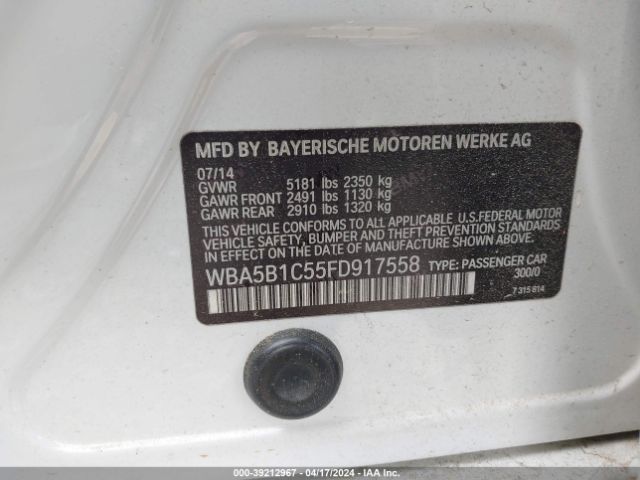 MFD BY BAYERISCHE MOTOREN WERKE AG
07/14
GVWR 5181 lbs 2350 kg
GAWR FRONT 2491 lbs 1130 kg
GAWR REAR 2910 lbs 1320 kg
THIS VEHICLE CONFORMS TO ALL APPLICABLE U.S.FEDERAL MOTOR
VEHICLE SAFETY, BUMPER AND THEFT PREVENTION STANDARDS
IN EFFECT ON THE DATE OF MANUFACTURE SHOWN ABOVE.
WBA5B1C55FD917558 TYPE: PASSENGER CAR
300/0
7 315 814
000-39212967 - 04/17/2024 - IAA Inc.